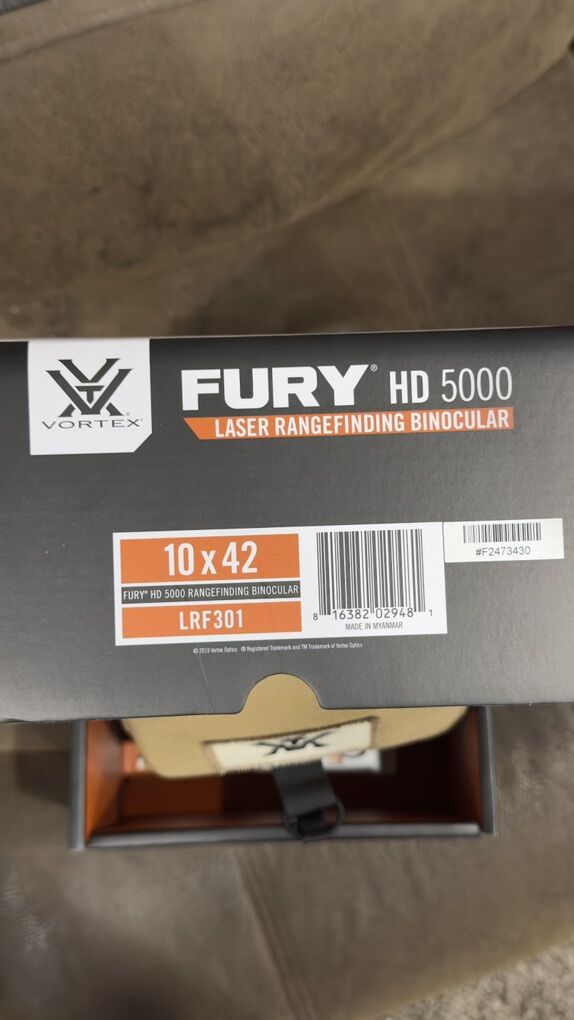 VORTEX®
FURY® HD 5000
LASER RANGEFINDING BINOCULAR
10 x 42
FURY® HD 5000 RANGEFINDING BINOCULAR
LRF301
8 16382 02948 1
MADE IN MYANMAR
#F2473430
© 2019 Vortex Optics ® Registered Trademark and TM Trademark of Vortex Optics